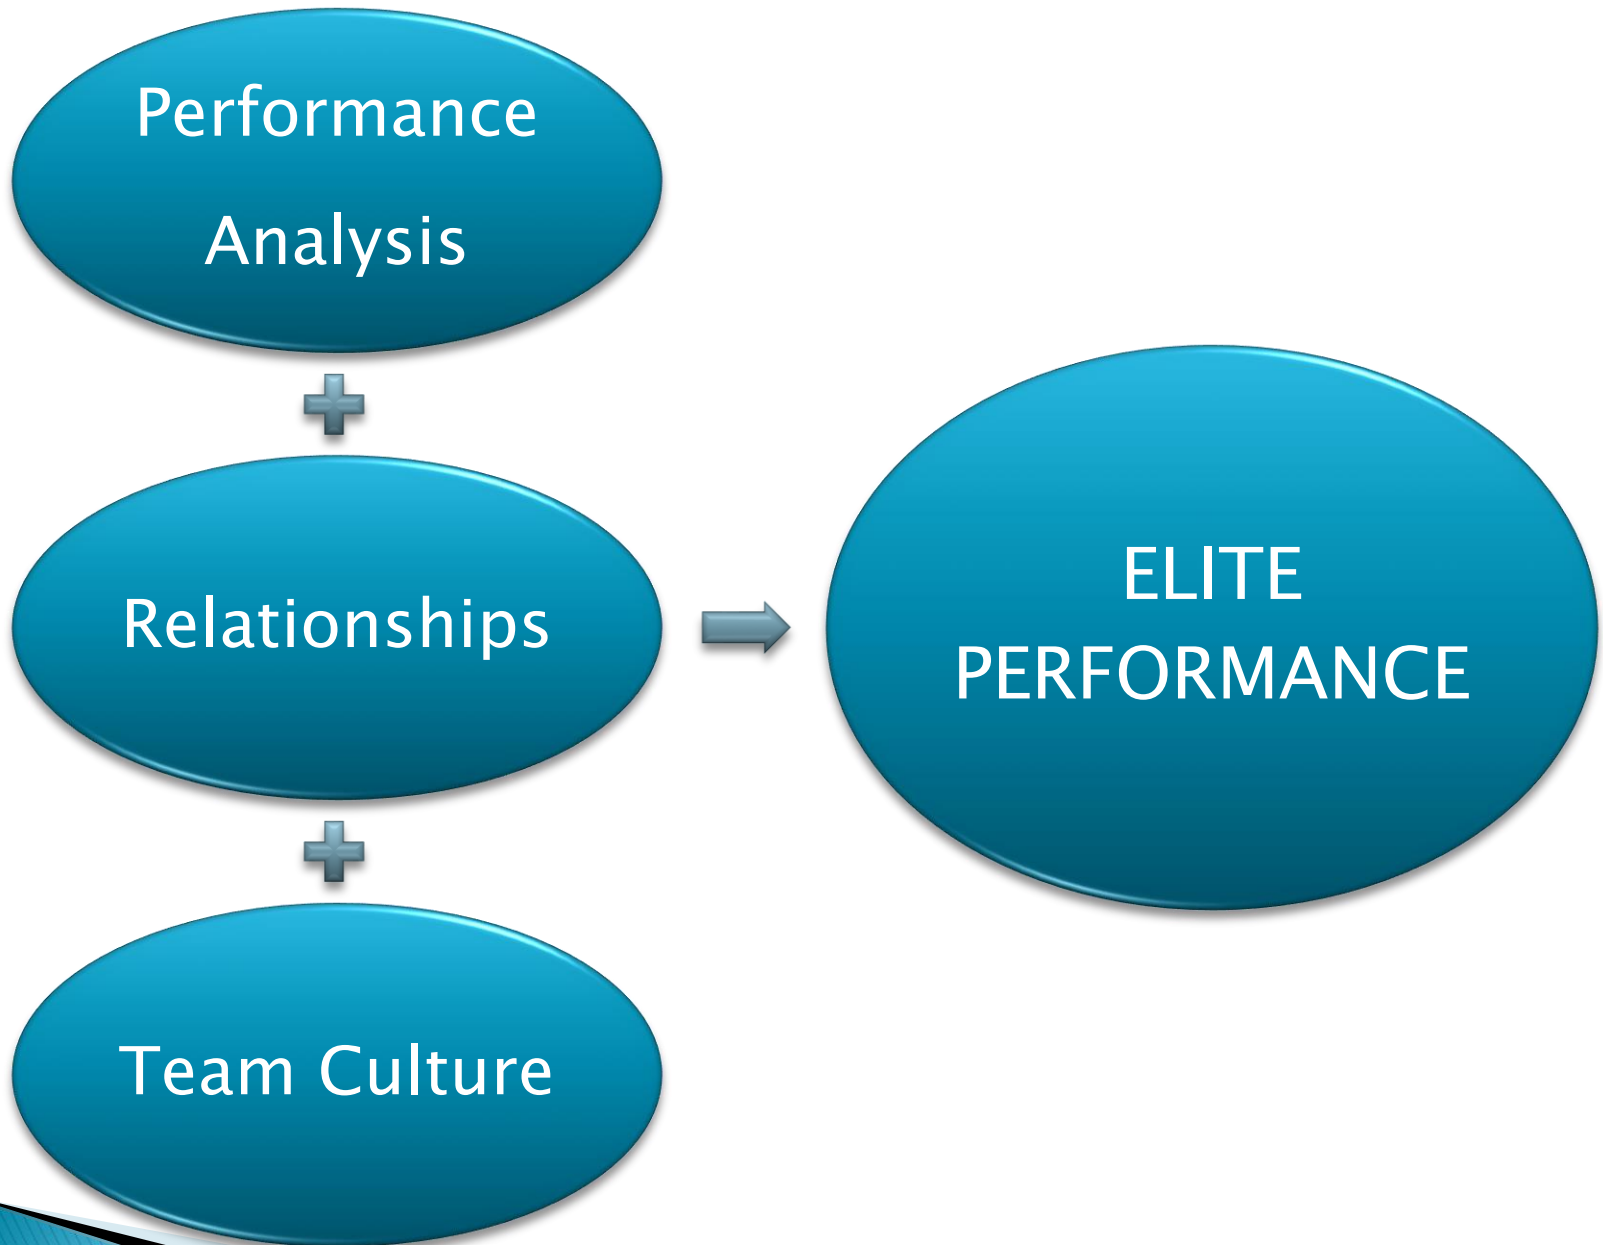 Performance
Analysis
Relationships
Team Culture
ELITE
PERFORMANCE